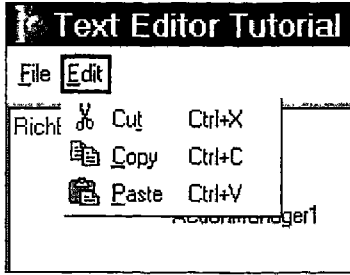 Text Editor Tutorial
File Edit
Cut Ctrl+X
Copy Ctrl+C
Paste Ctrl+V